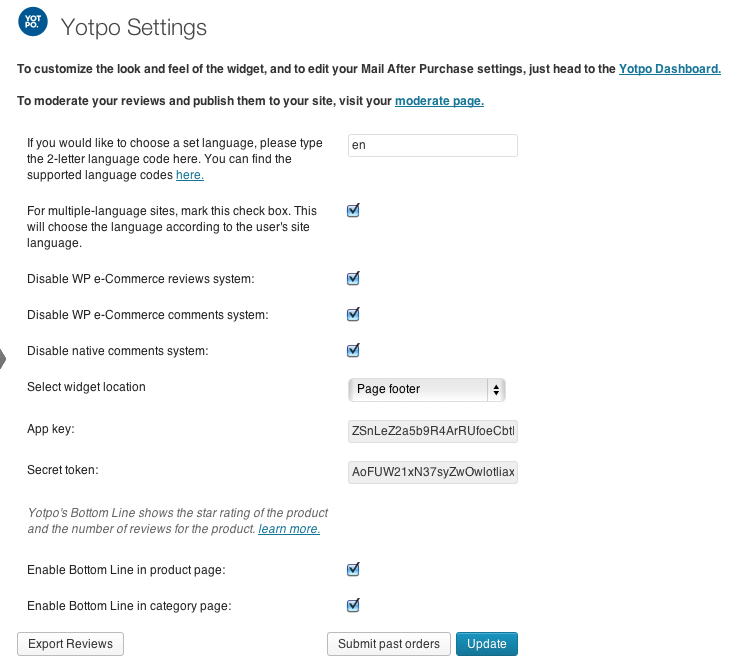 YOT
PO.
Yotpo Settings
To customize the look and feel of the widget, and to edit your Mail After Purchase settings, just head to the Yotpo Dashboard.
To moderate your reviews and publish them to your site, visit your moderate page.
If you would like to choose a set language, please type
the 2-letter language code here. You can find the
supported language codes here.
en
For multiple-language sites, mark this check box. This
will choose the language according to the user's site
language.
Disable WP e-Commerce reviews system:
Disable WP e-Commerce comments system:
Disable native comments system:
Select widget location
Page footer
App key:
ZSnLeZ2a5b9R4ArRUfoeCbtl
Secret token:
AoFUW21xN37syZwOwlotliax
Yotpo's Bottom Line shows the star rating of the product
and the number of reviews for the product. learn more.
Enable Bottom Line in product page:
Enable Bottom Line in category page:
Export Reviews
Submit past orders
Update